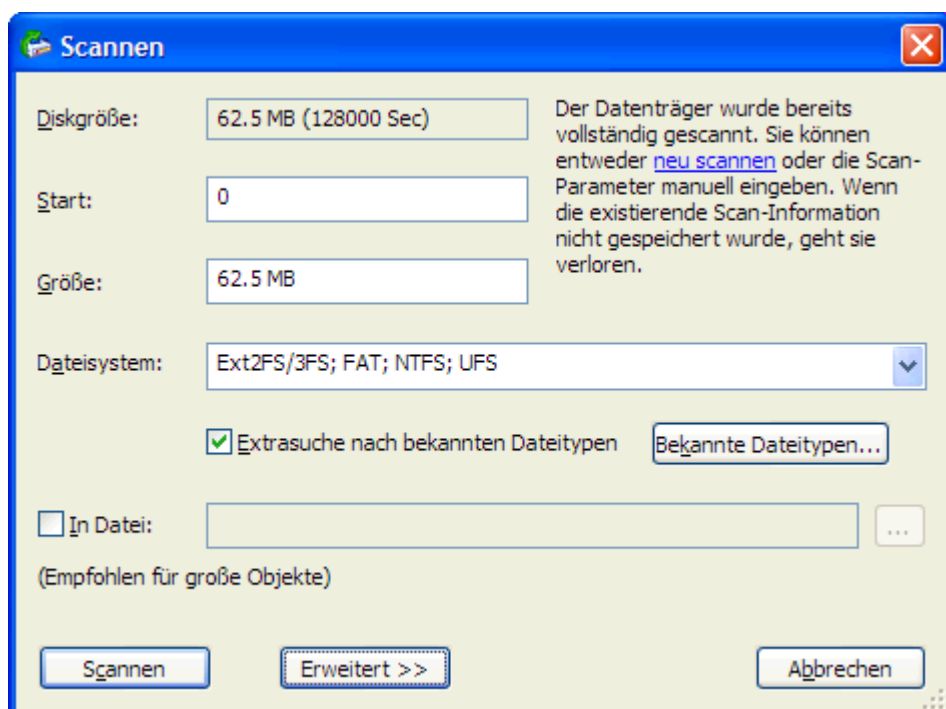 Scannen
Diskgröße:
62.5 MB (128000 Sec)
Der Datenträger wurde bereits
vollständig gescannt. Sie können
entweder neu scannen oder die Scan-
Parameter manuell eingeben. Wenn
die existierende Scan-Information
nicht gespeichert wurde, geht sie
verloren.
Start:
0
Größe:
62.5 MB
Dateisystem:
Ext2FS/3FS; FAT; NTFS; UFS
Extrasuche nach bekannten Dateitypen
Bekannte Dateitypen...
In Datei:
...
(Empfohlen für große Objekte)
Scannen
Erweitert >>
Abbrechen